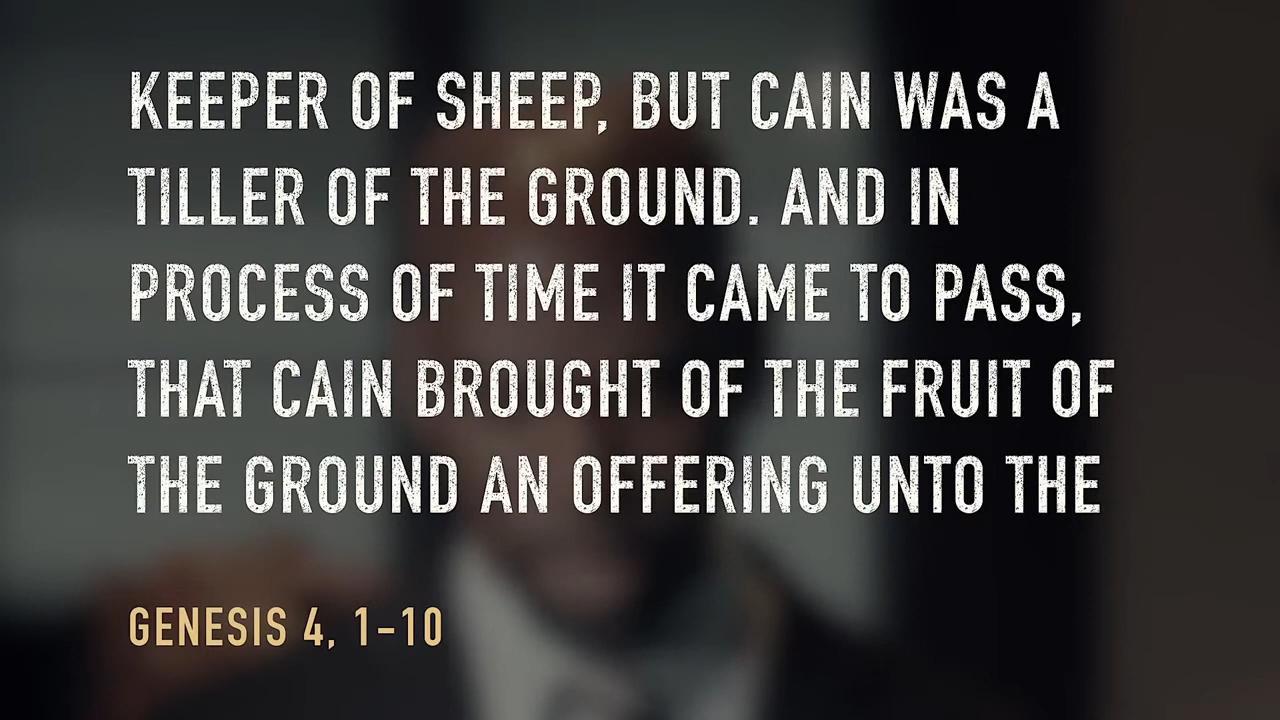 KEEPER OF SHEEP, BUT CAIN WAS A
TILLER OF THE GROUND. AND IN
PROCESS OF TIME IT CAME TO PASS,
THAT CAIN BROUGHT OF THE FRUIT OF
THE GROUND AN OFFERING UNTO THE
GENESIS 4, 1-10